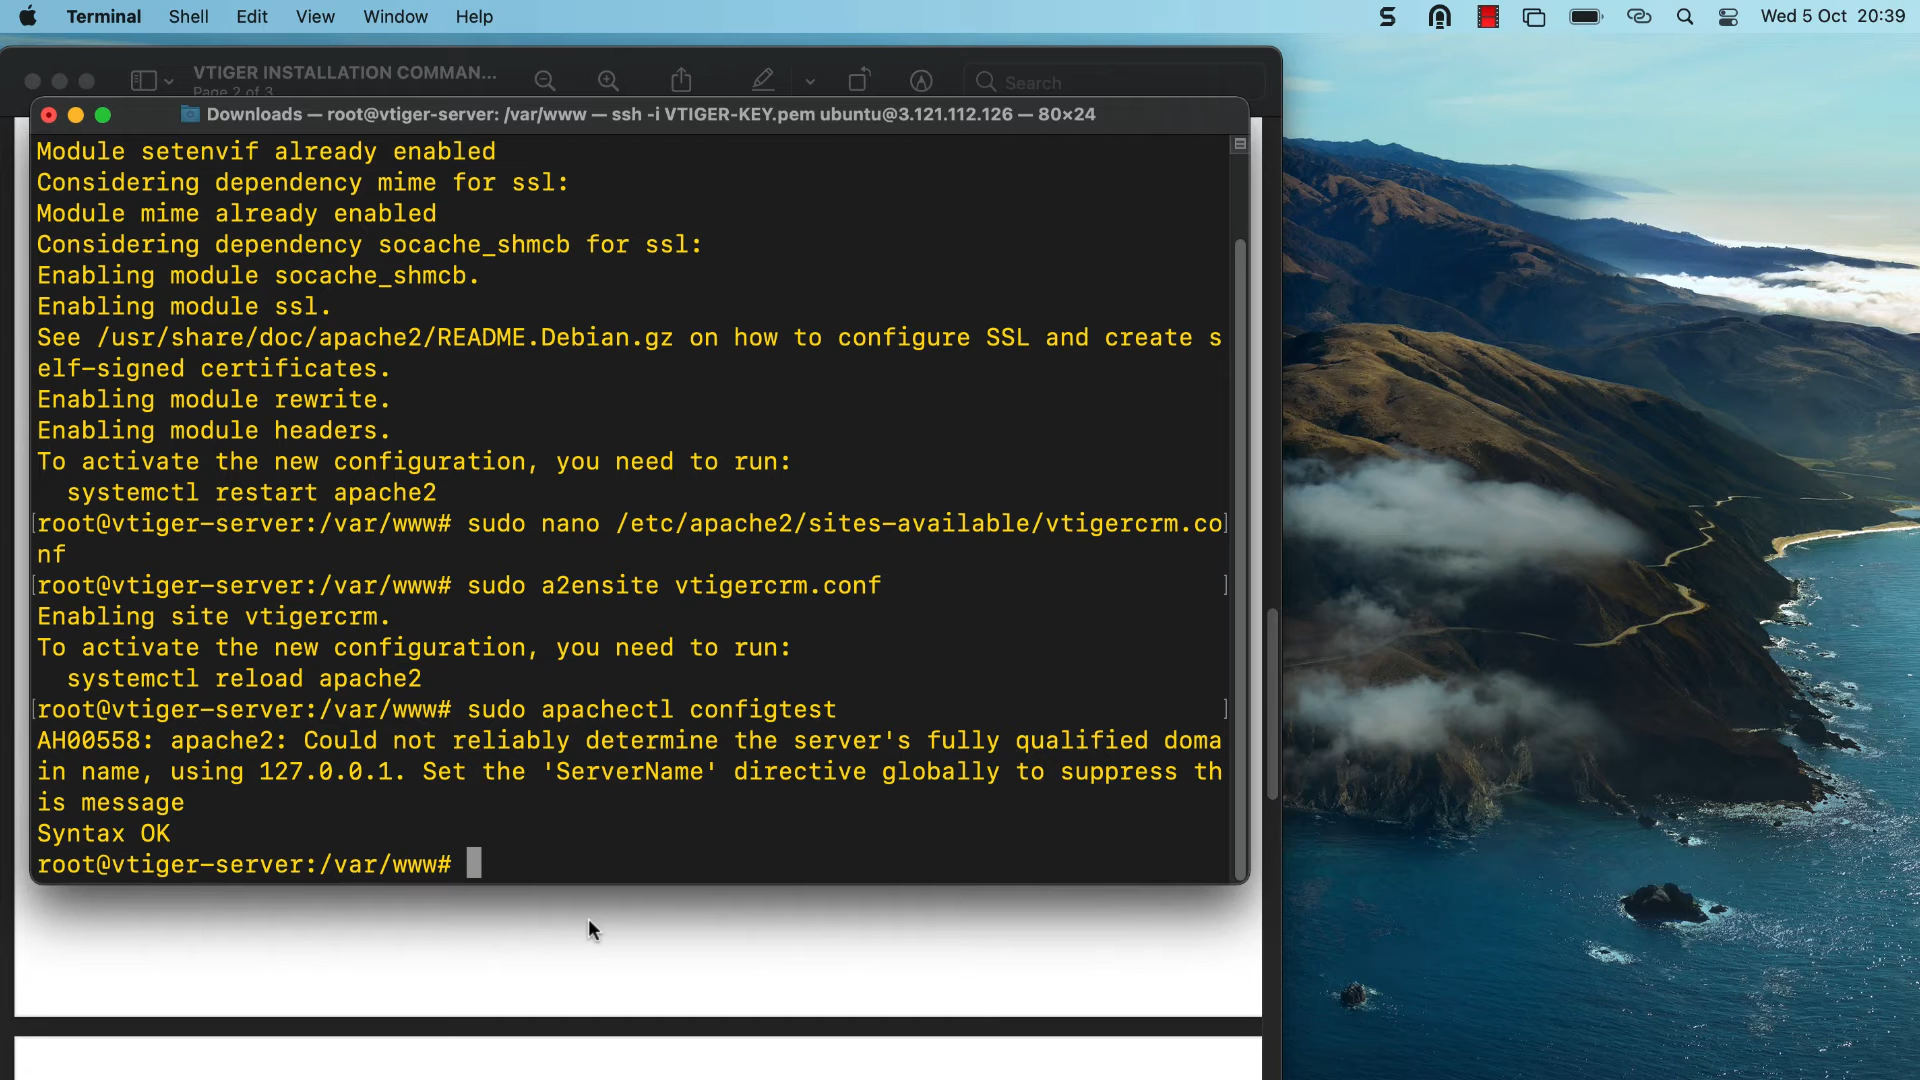 Terminal Shell Edit View Window Help Wed 5 Oct 20:39
VTIGER INSTALLATION COMMAN...
Page 2 of 3
Search
Downloads — root@vtiger-server: /var/www — ssh -i VTIGER-KEY.pem ubuntu@3.121.112.126 — 80×24
Module setenvif already enabled
Considering dependency mime for ssl:
Module mime already enabled
Considering dependency socache_shmcb for ssl:
Enabling module socache_shmcb.
Enabling module ssl.
See /usr/share/doc/apache2/README.Debian.gz on how to configure SSL and create s
elf-signed certificates.
Enabling module rewrite.
Enabling module headers.
To activate the new configuration, you need to run:
  systemctl restart apache2
[root@vtiger-server:/var/www# sudo nano /etc/apache2/sites-available/vtigercrm.co]
nf
[root@vtiger-server:/var/www# sudo a2ensite vtigercrm.conf ]
Enabling site vtigercrm.
To activate the new configuration, you need to run:
  systemctl reload apache2
[root@vtiger-server:/var/www# sudo apachectl configtest ]
AH00558: apache2: Could not reliably determine the server's fully qualified doma
in name, using 127.0.0.1. Set the 'ServerName' directive globally to suppress th
is message
Syntax OK
root@vtiger-server:/var/www#